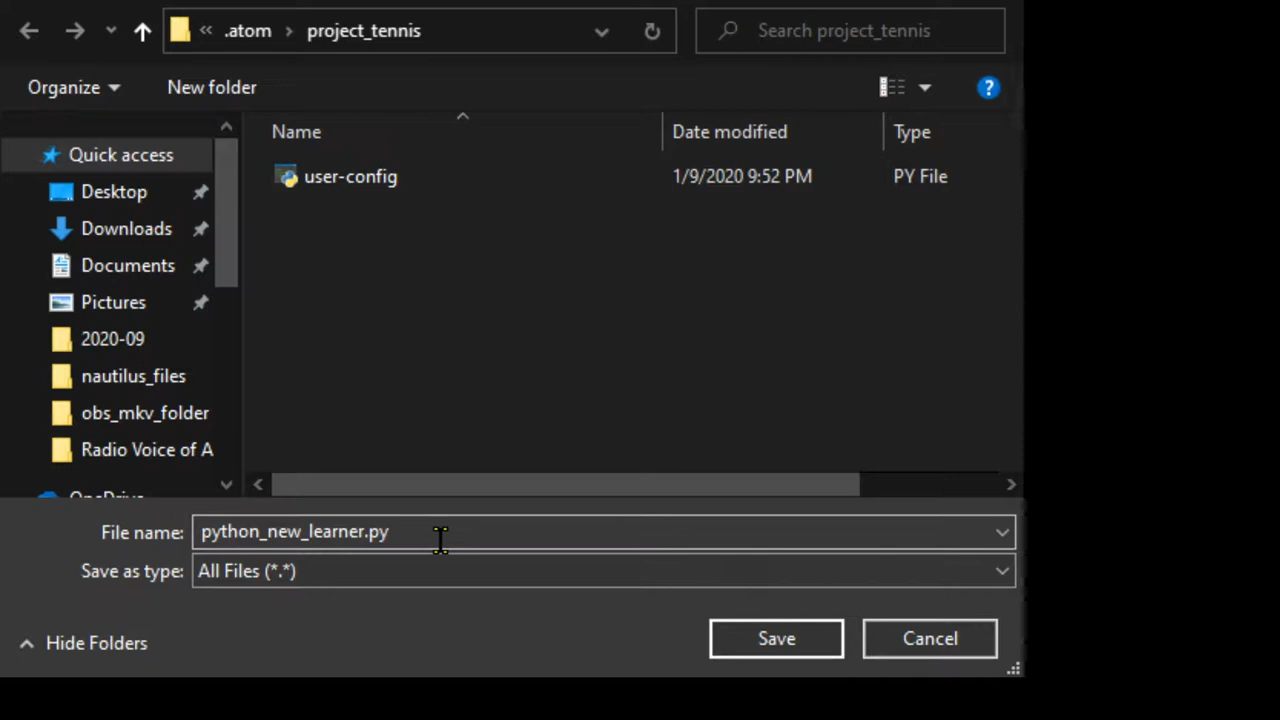 « .atom › project_tennis
Search project_tennis
Organize
New folder
?
Name
Date modified
Type
Quick access
user-config
1/9/2020 9:52 PM
PY File
Desktop
Downloads
Documents
Pictures
2020-09
nautilus_files
obs_mkv_folder
Radio Voice of A
OneDrive
File name: python_new_learner.py
Save as type: All Files (*.*)
Hide Folders
Save
Cancel